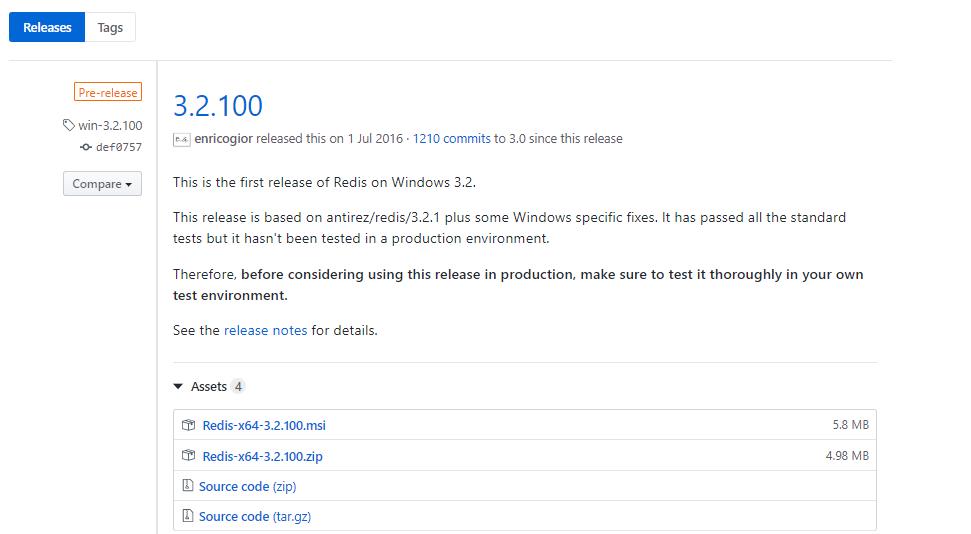 Releases Tags
Pre-release
win-3.2.100
def0757
Compare
3.2.100
enricogior released this on 1 Jul 2016 · 1210 commits to 3.0 since this release
This is the first release of Redis on Windows 3.2.
This release is based on antirez/redis/3.2.1 plus some Windows specific fixes. It has passed all the standard
tests but it hasn't been tested in a production environment.
Therefore, before considering using this release in production, make sure to test it thoroughly in your own
test environment.
See the release notes for details.
Assets 4
Redis-x64-3.2.100.msi 5.8 MB
Redis-x64-3.2.100.zip 4.98 MB
Source code (zip)
Source code (tar.gz)